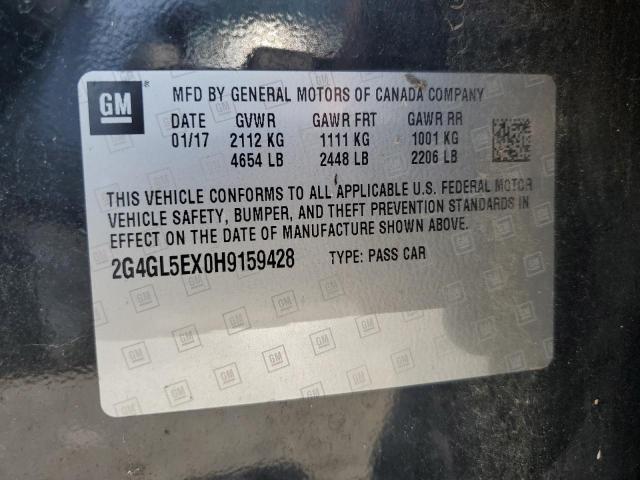 GM
MFD BY GENERAL MOTORS OF CANADA COMPANY
DATE GVWR GAWR FRT GAWR RR
01/17 2112 KG 1111 KG 1001 KG
4654 LB 2448 LB 2206 LB
THIS VEHICLE CONFORMS TO ALL APPLICABLE U.S. FEDERAL MOTOR
VEHICLE SAFETY, BUMPER, AND THEFT PREVENTION STANDARDS IN
EFFECT ON THE DATE OF MANUFACTURE SHOWN ABOVE.
2G4GL5EX0H9159428 TYPE: PASS CAR